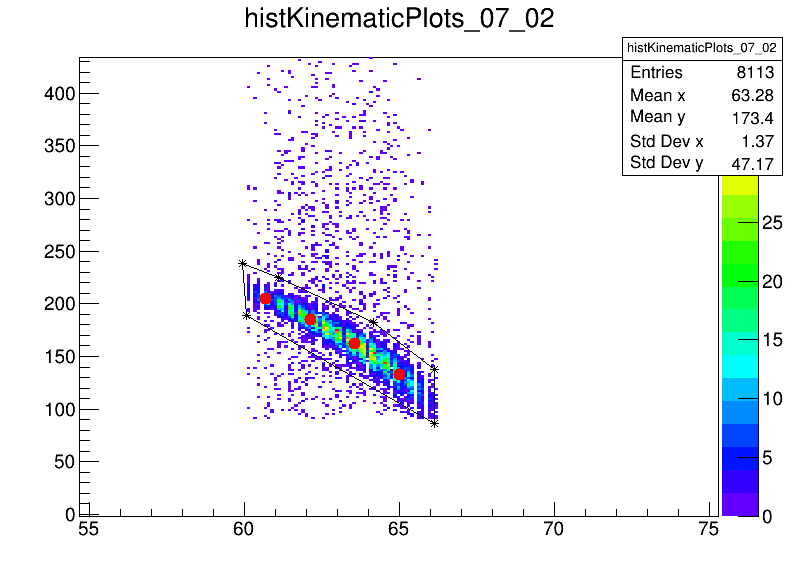 histKinematicPlots_07_02
histKinematicPlots_07_02
Entries 8113
Mean x 63.28
Mean y 173.4
Std Dev x 1.37
Std Dev y 47.17
400
350
300
250
200
150
100
50
0
55 60 65 70 75
25
20
15
10
5
0